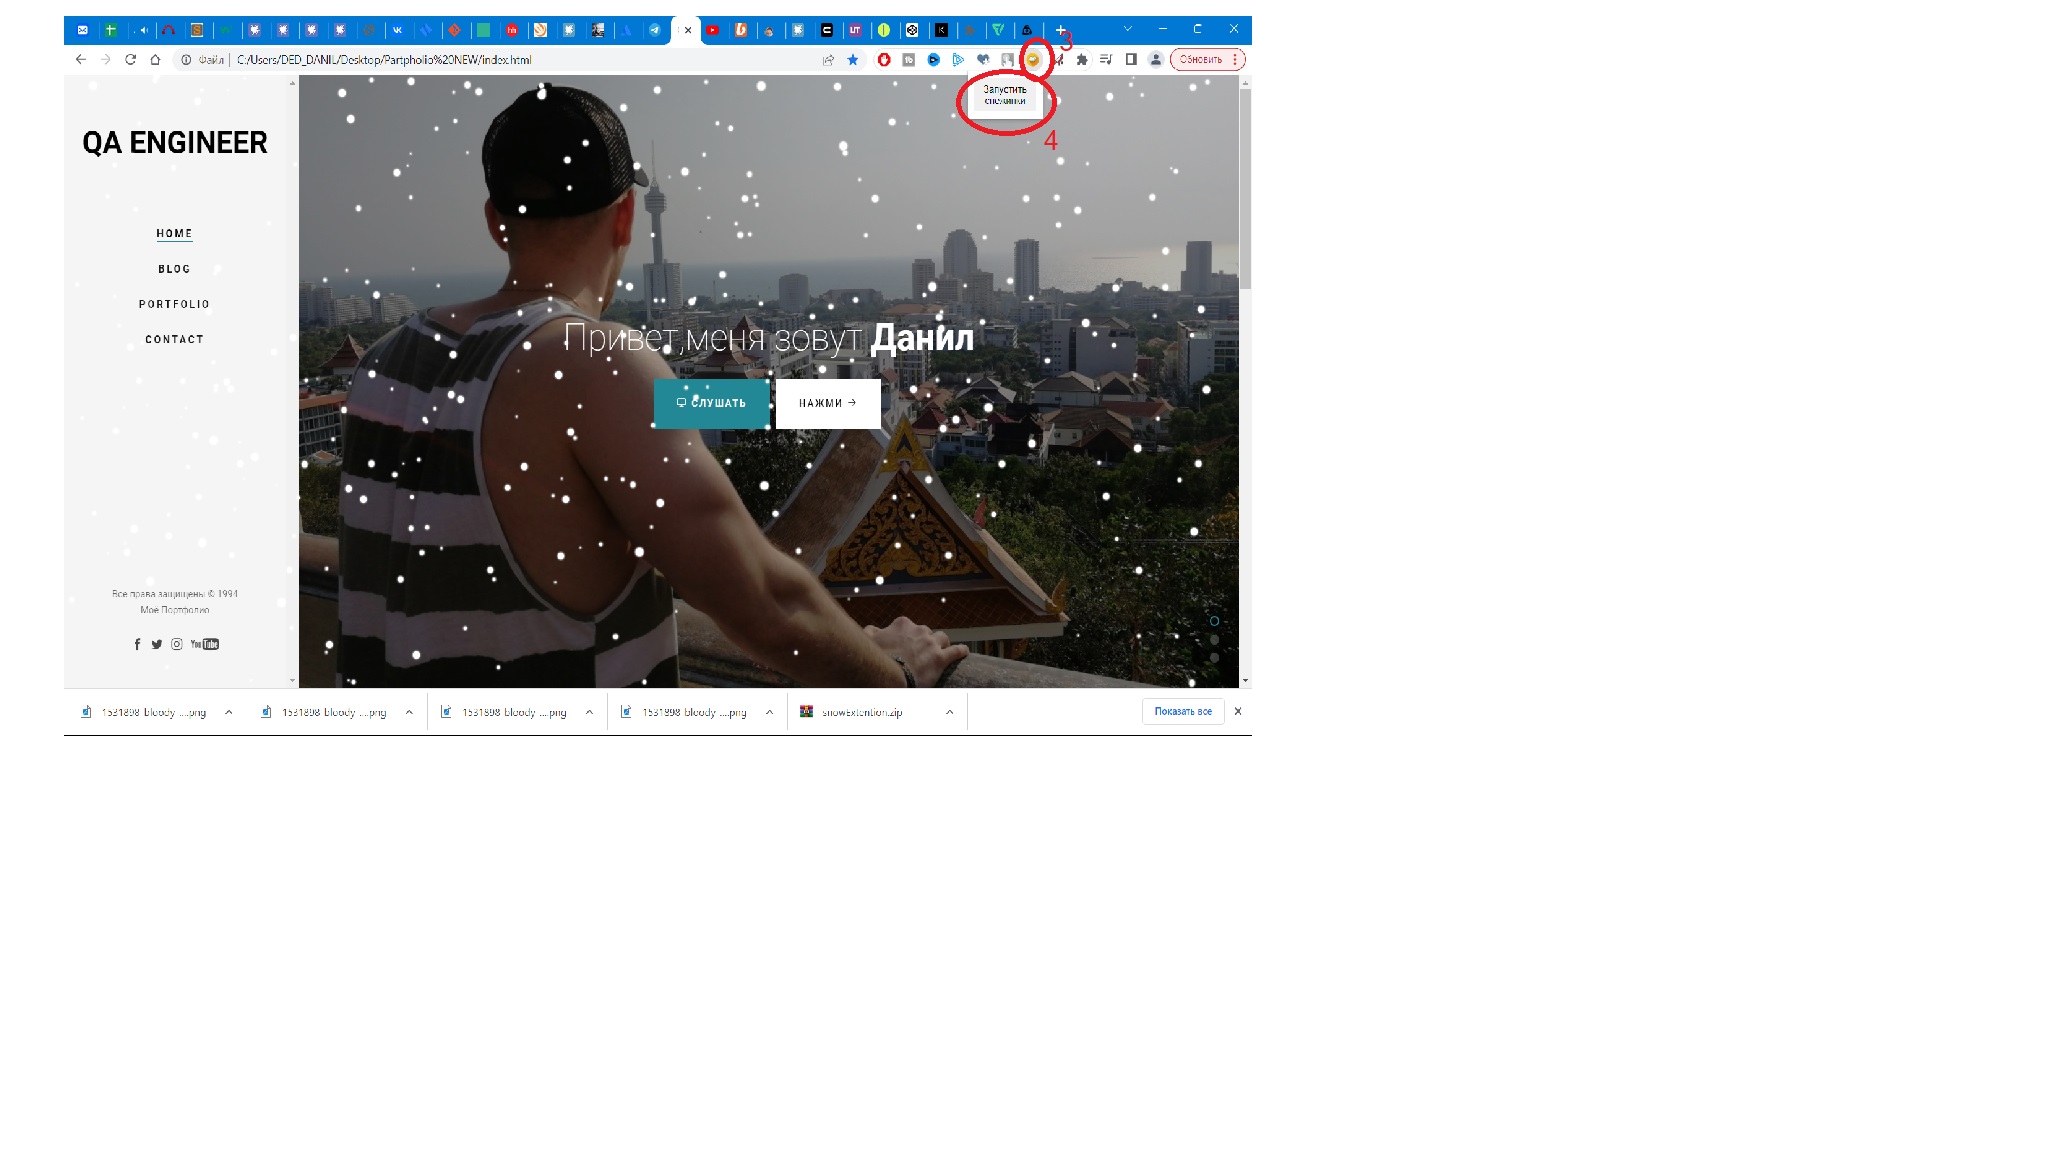 3
Файл
C:/Users/DED_DANIL/Desktop/Partpholio%20NEW/index.html
Обновить
Запустить
снежинки
4
QA ENGINEER
HOME
BLOG
PORTFOLIO
CONTACT
Привет,меня зовут Данил
СЛУШАТЬ
НАЖМИ
Все права защищены © 1994
Мое Портфолио
You Tube
1531898-bloody-....png
1531898-bloody-....png
1531898-bloody-....png
1531898-bloody-....png
snowExtention.zip
Показать все